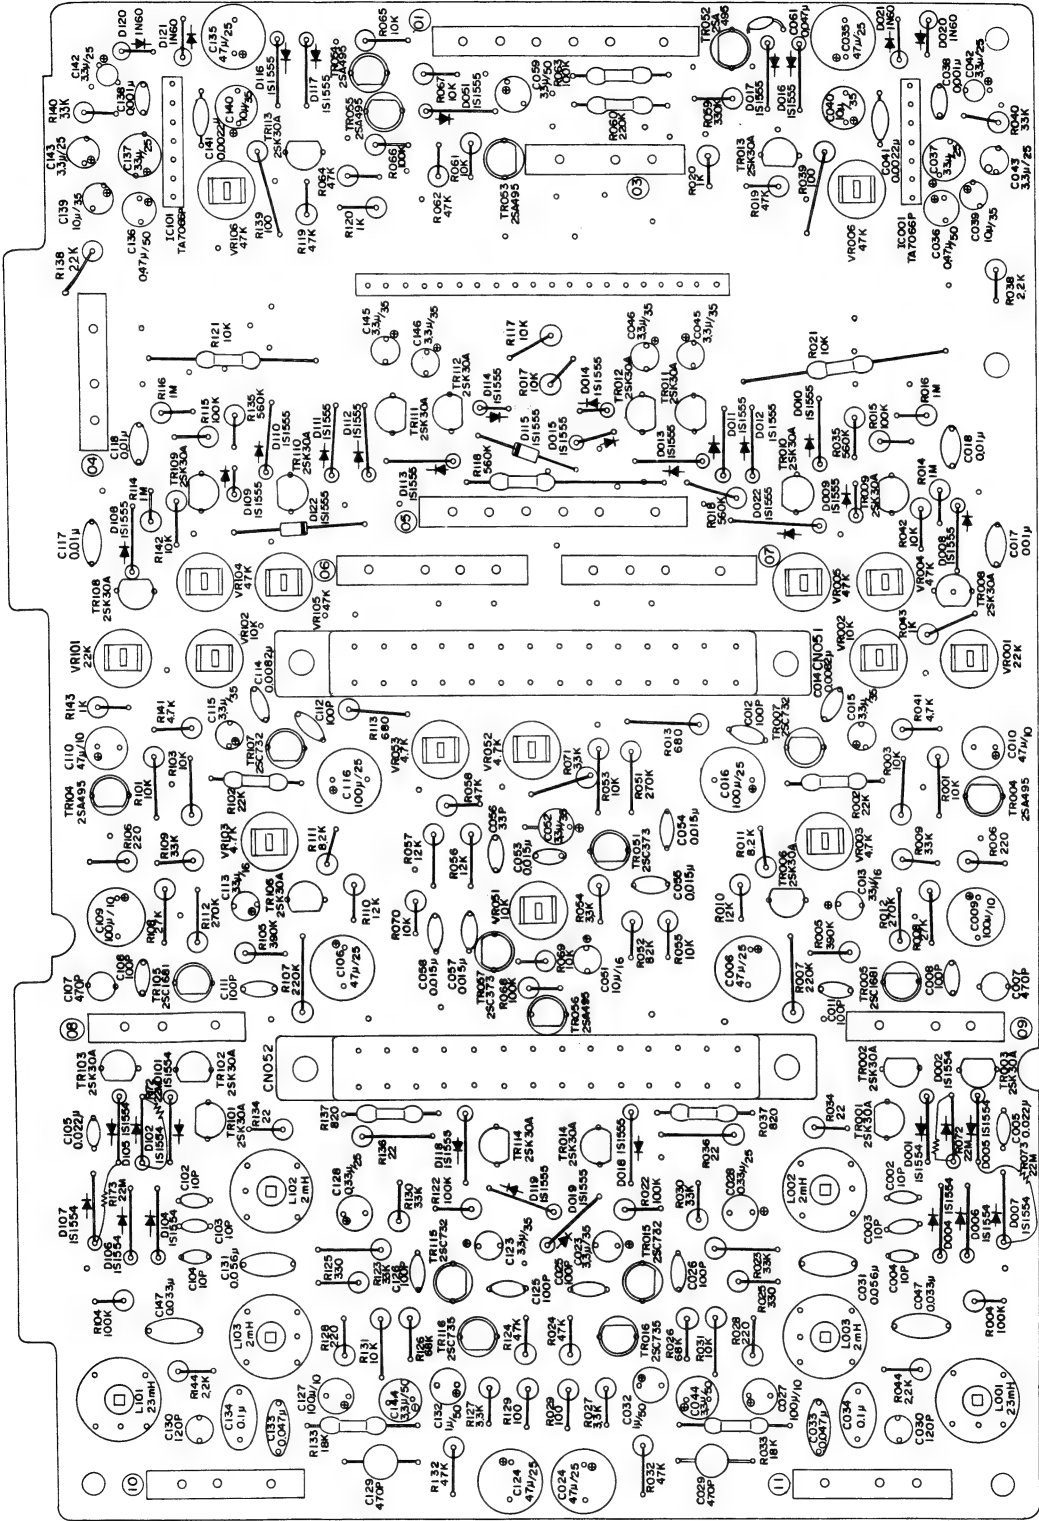 D120
1N60
D121
1N60
C135
47μ/25
D116
1S1555
D117
1S1555
2SA495
R065
10K
01
TR052
2SA495
C061
0.047μ
C035
47μ/25
D021
1N60
D020
1N60
C142
3.3μ/25
C138
0.001μ
R140
33K
C143
3.3μ/25
C137
33μ/25
C139
10μ/35
C136
0.47μ/50
IC101
TA7066P
C141
0.0022μ
C140
10μ/35
TR113
2SK30A
VR106
47K
R139
100
R119
47K
R064
47K
R120
1K
TR055
2SA495
R066
100K
R067
10K
D051
1S1555
C059
3.3μ/50
R063
100K
R060
220K
R059
330K
D017
1S1555
D016
1S1555
R062
47K
R061
10K
TR053
2SA495
03
R020
1K
TR013
2SK30A
R019
47K
R039
100
C040
10μ/35
VR006
47K
C041
0.0022μ
IC001
TA7066P
C038
0.001μ
C042
3.3μ/25
R040
33K
C037
33μ/25
C043
3.3μ/25
C036
0.47μ/50
C039
10μ/35
R138
2.2K
R038
2.2K
R121
10K
C145
3.3μ/35
C146
3.3μ/35
R117
10K
R017
10K
C046
3.3μ/35
C045
3.3μ/35
R021
10K
04
R116
1M
R115
100K
R135
560K
D110
1S1555
D111
1S1555
D112
1S1555
TR111
2SK30A
TR112
2SK30A
D114
1S1555
D115
1S1555
D014
1S1555
D015
1S1555
TR012
2SK30A
TR011
2SK30A
D013
1S1555
D011
1S1555
D012
1S1555
D010
1S1555
R035
560K
R015
100K
R016
1M
C118
0.01μ
TR109
2SK30A
D109
1S1555
TR110
2SK30A
D122
1S1555
D113
1S1555
R118
560K
05
R018
560K
D022
1S1555
TR010
2SK30A
D009
1S1555
TR009
2SK30A
R014
1M
C018
0.01μ
C117
0.01μ
D108
1S1555
R114
1M
R142
10K
R042
10K
D008
1S1555
C017
0.01μ
TR108
2SK30A
VR104
47K
VR105
47K
06
07
VR005
47K
VR004
47K
TR008
2SK30A
VR101
22K
VR102
10K
CN051
VR002
10K
R043
1K
VR001
22K
R143
1K
R141
4.7K
C115
3.3μ/35
C114
0.0082μ
C112
100P
R113
680
R013
680
C012
100P
C014
0.0082μ
C015
3.3μ/35
R041
4.7K
C110
47μ/10
TR104
2SA495
R101
10K
R103
10K
R102
22K
TR107
2SC732
C116
100μ/25
VR053
4.7K
VR052
4.7K
R058
47K
R071
33K
R053
10K
R051
270K
C016
100μ/25
TR007
2SC732
R002
22K
R003
10K
R001
10K
C010
47μ/10
TR004
2SA495
R106
220
R109
33K
VR103
4.7K
R111
8.2K
R057
12K
R056
12K
C056
33P
C053
0.015μ
C052
33μ/35
TR051
2SC373
C054
0.015μ
C055
0.015μ
R011
8.2K
TR006
2SK30A
VR003
4.7K
R009
33K
R006
220
C109
100μ/10
R108
27K
R112
270K
C113
33μ/16
TR106
2SK30A
R105
390K
R110
12K
R070
10K
VR051
10K
R054
33K
R010
12K
R005
390K
C013
33μ/16
R012
270K
R008
27K
C009
100μ/10
C107
470P
C108
100P
TR105
2SC1681
C111
100P
R107
220K
C106
47μ/25
C058
0.015μ
C057
0.015μ
TR057
2SC373
R068
100K
R069
10K
C051
10μ/16
R052
82K
R055
10K
TR056
2SA495
C006
47μ/25
R007
220K
C011
100P
TR005
2SC1681
C008
100P
C007
470P
08
09
TR103
2SK30A
TR102
2SK30A
CN052
TR002
2SK30A
TR003
2SK30A
D101
1S1554
R172
22M
C105
0.022μ
D105
1S1554
D102
1S1554
TR101
2SK30A
R134
22
R137
820
R136
22
D118
1S1555
TR114
2SK30A
TR014
2SK30A
D018
1S1555
R037
820
R036
22
R034
22
TR001
2SK30A
D001
1S1554
D002
1S1554
R072
22M
D005
1S1554
C005
0.022μ
R073
22M
D107
1S1554
R173
22M
D106
1S1554
D104
1S1554
C102
10P
C103
10P
C104
10P
L102
2mH
C128
0.33μ/25
R130
33K
R122
100K
D119
1S1555
D019
1S1555
R022
100K
R030
33K
C028
0.33μ/25
L002
2mH
C002
10P
C003
10P
C004
10P
D004
1S1554
D006
1S1554
D007
1S1554
C131
0.056μ
C147
0.033μ
R104
100K
R125
330
R123
33K
C126
100P
TR115
2SC732
C123
3.3μ/35
C125
100P
C025
100P
C023
3.3μ/35
TR015
2SC732
C026
100P
R023
33K
R025
330
C031
0.056μ
C047
0.033μ
R004
100K
L103
2mH
R128
220
R131
10K
R126
68K
TR116
2SC735
R124
47K
R024
47K
TR016
2SC735
R026
68K
R031
10K
R028
220
L003
2mH
L101
23mH
R144
2.2K
C130
120P
C134
0.1μ
C133
0.047μ
C127
100μ/10
R133
18K
C144
3.3μ/50
C132
1μ/50
R127
3.3K
R129
100
R029
100
R027
3.3K
C032
1μ/50
C044
3.3μ/50
C027
100μ/10
R033
18K
C033
0.047μ
C034
0.1μ
R044
2.2K
C030
120P
L001
23mH
10
C129
470P
R132
47K
C124
47μ/25
C024
47μ/25
R032
47K
C029
470P
11